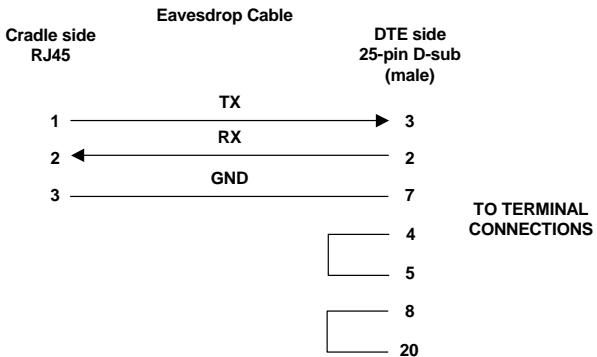 Eavesdrop Cable
Cradle side
RJ45
DTE side
25-pin D-sub
(male)
TX
1
3
RX
2
2
GND
3
7
TO TERMINAL
CONNECTIONS
4
5
8
20